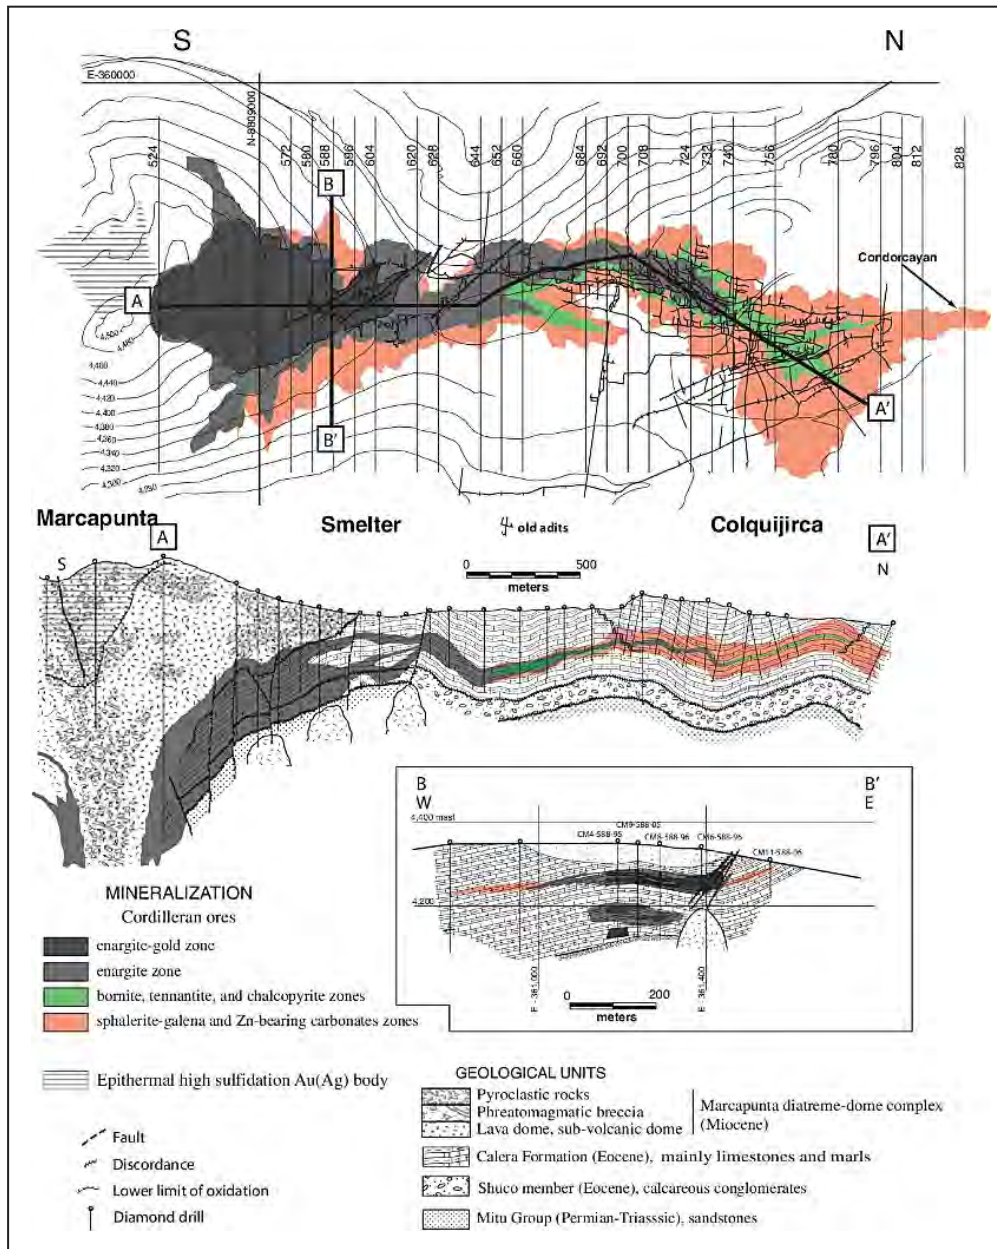 S
N
E-360000
N-8809000
524
572
580
588
596
604
620
628
644
652
660
684
692
700
708
724
732
740
756
780
796
804
812
828
B
Condorcayan
A
4,500
4,480
4,460
4,440
4,420
4,400
4,380
4,360
4,340
4,320
4,300
B'
A'
Marcapunta
Smelter
old adits
Colquijirca
A
A'
S
N
0 500
meters
B
W
B'
E
4,400 masl
CM4-588-95
CM8-588-96
CM6-588-95
CM11-588-96
4,200
E - 361,000
E - 361,400
0 200
meters
MINERALIZATION
Cordilleran ores
enargite-gold zone
enargite zone
bornite, tennantite, and chalcopyrite zones
sphalerite-galena and Zn-bearing carbonates zones
Epithermal high sulfidation Au(Ag) body
Fault
Discordance
Lower limit of oxidation
Diamond drill
GEOLOGICAL UNITS
Pyroclastic rocks
Phreatomagmatic breccia
Lava dome, sub-volcanic dome
Marcapunta diatreme-dome complex
(Miocene)
Calera Formation (Eocene), mainly limestones and marls
Shuco member (Eocene), calcareous conglomerates
Mitu Group (Permian-Triasssie), sandstones